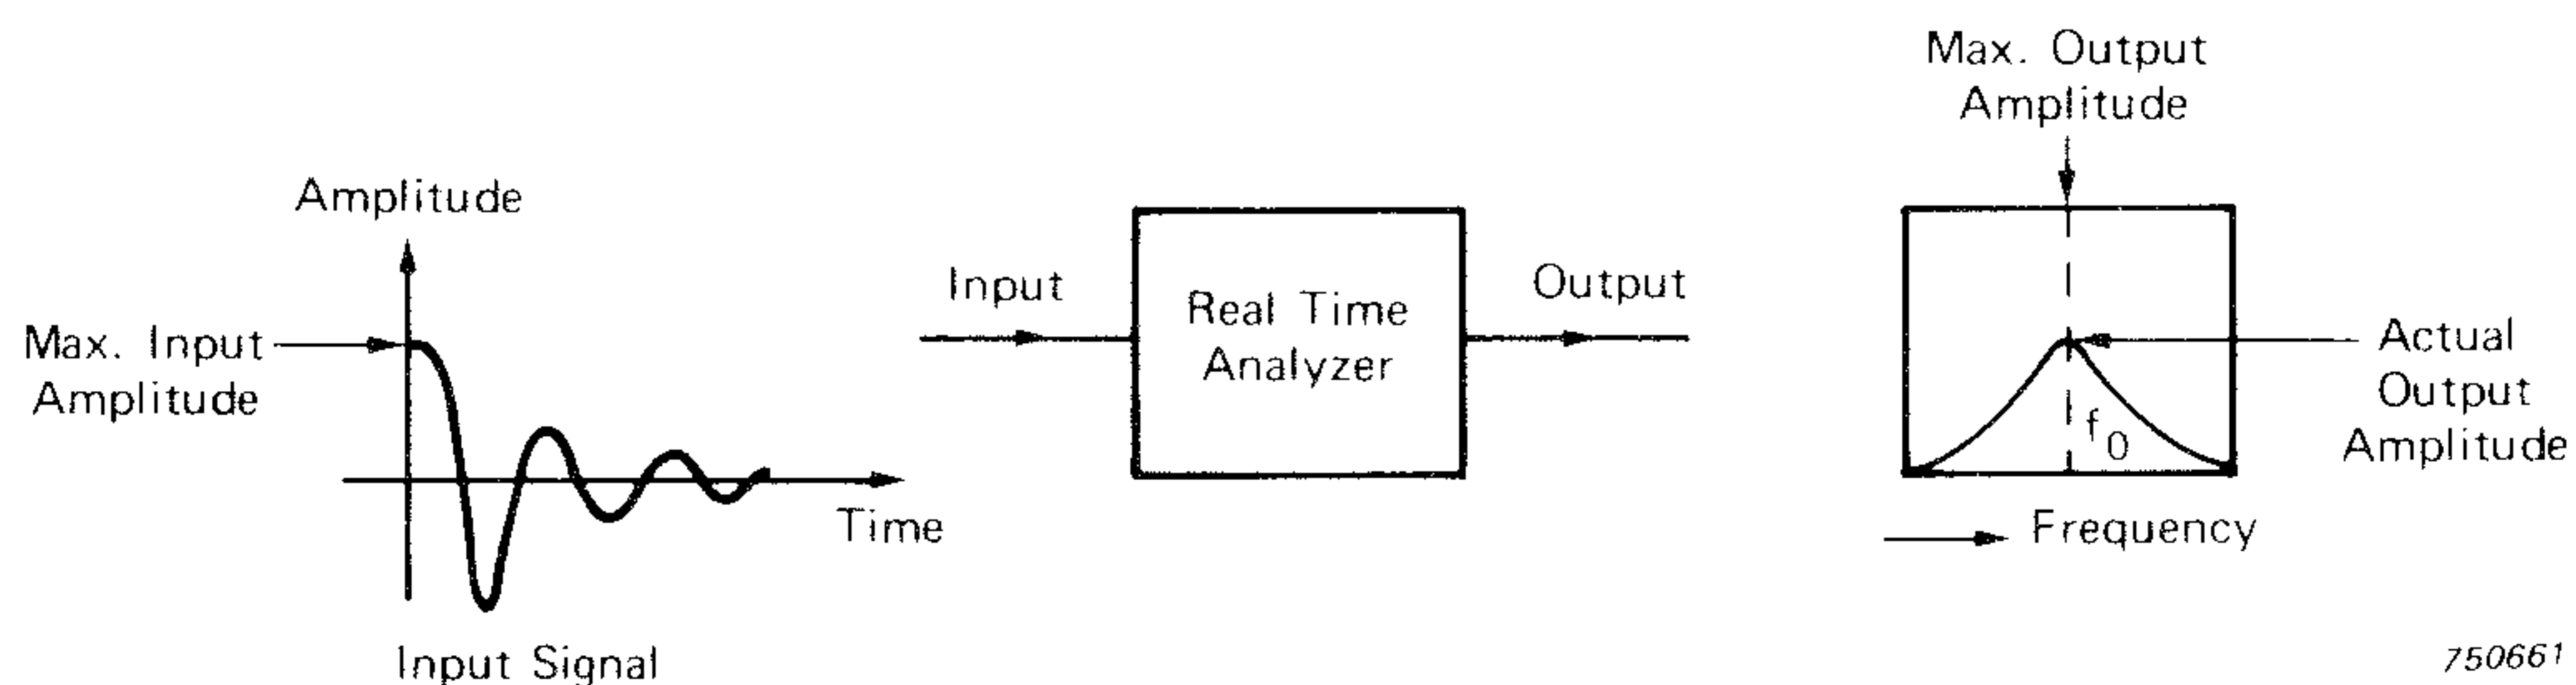 Amplitude
Max. Input
Amplitude
Time
Input Signal
Input
Real Time
Analyzer
Output
Max. Output
Amplitude
f0
Actual
Output
Amplitude
Frequency
750661